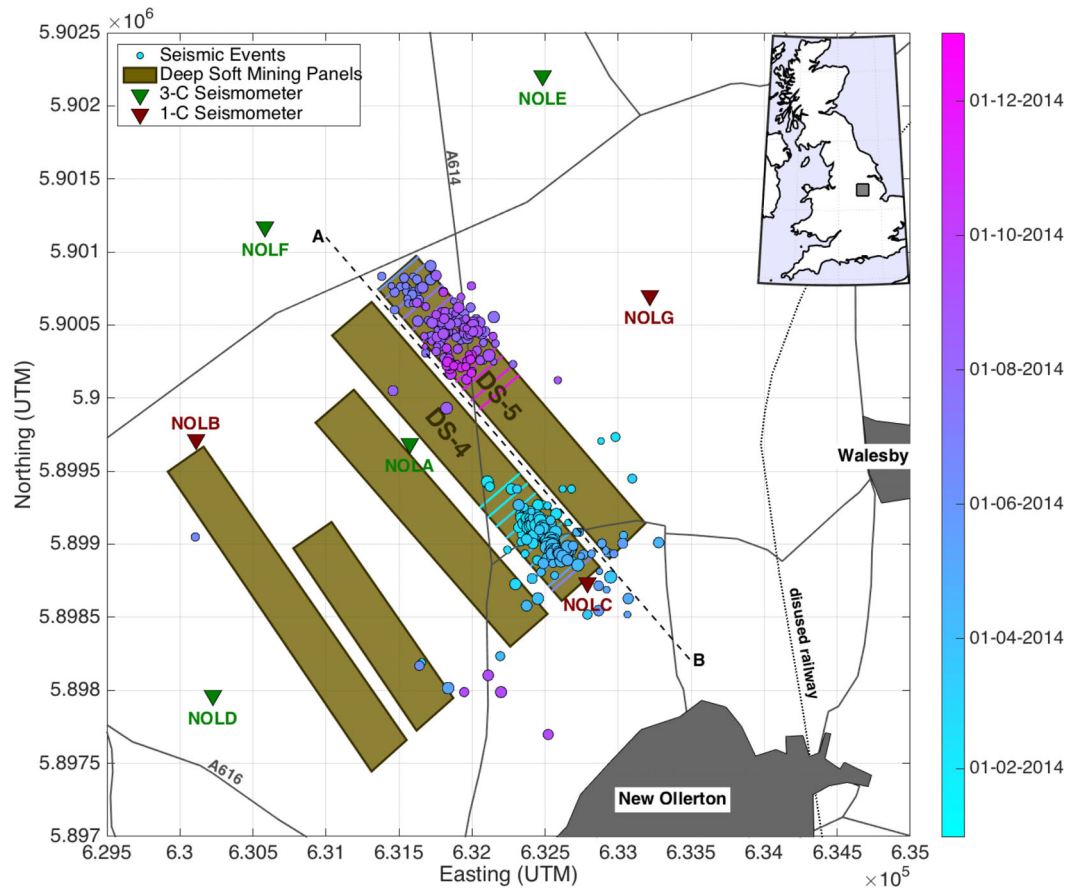 ×10⁶
5.9025
5.902
5.9015
5.901
5.9005
5.9
5.8995
5.899
5.8985
5.898
5.8975
5.897
Northing (UTM)
Seismic Events
Deep Soft Mining Panels
3-C Seismometer
1-C Seismometer
NOLE
A614
NOLF
A
NOLG
DS-5
DS-4
NOLB
NOLA
Walesby
NOLC
disused railway
B
NOLD
A616
New Ollerton
6.295
6.3
6.305
6.31
6.315
6.32
6.325
6.33
6.335
6.34
6.345
6.35
Easting (UTM)
×10⁵
01-12-2014
01-10-2014
01-08-2014
01-06-2014
01-04-2014
01-02-2014